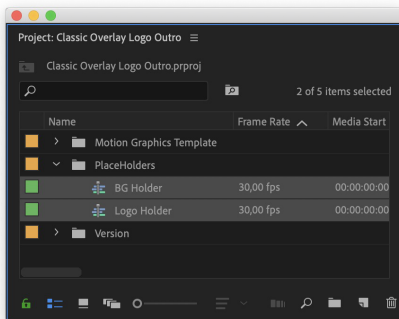 Project: Classic Overlay Logo Outro
Classic Overlay Logo Outro.prproj
2 of 5 items selected
Name Frame Rate Media Start
Motion Graphics Template
PlaceHolders
BG Holder 30,00 fps 00:00:00:00
Logo Holder 30,00 fps 00:00:00:00
Version